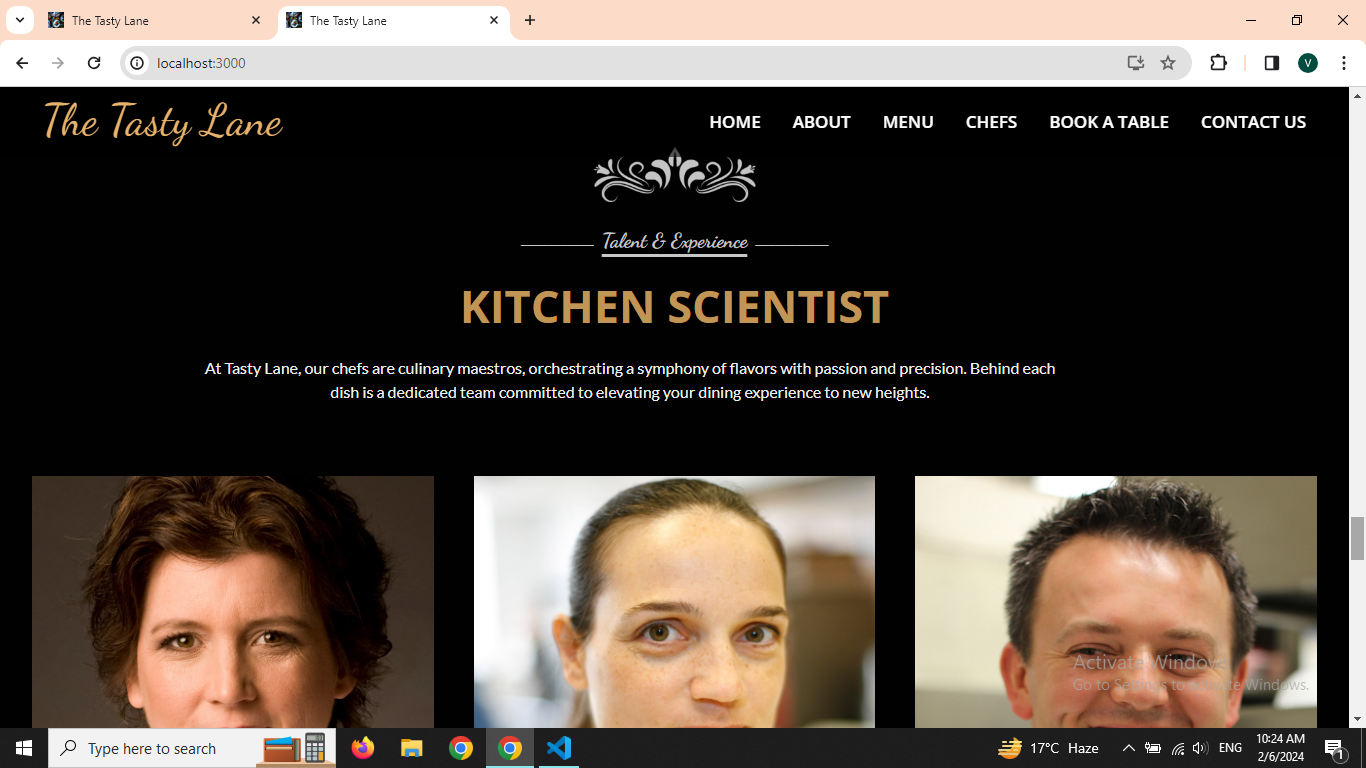 The Tasty Lane
The Tasty Lane
localhost:3000
V
The Tasty Lane
HOME ABOUT MENU CHEFS BOOK A TABLE CONTACT US
Talent & Experience
KITCHEN SCIENTIST
At Tasty Lane, our chefs are culinary maestros, orchestrating a symphony of flavors with passion and precision. Behind each
dish is a dedicated team committed to elevating your dining experience to new heights.
Activate Windows
Go to Settings to activate Windows.
Type here to search
17°C Haze
ENG
10:24 AM
2/6/2024
1